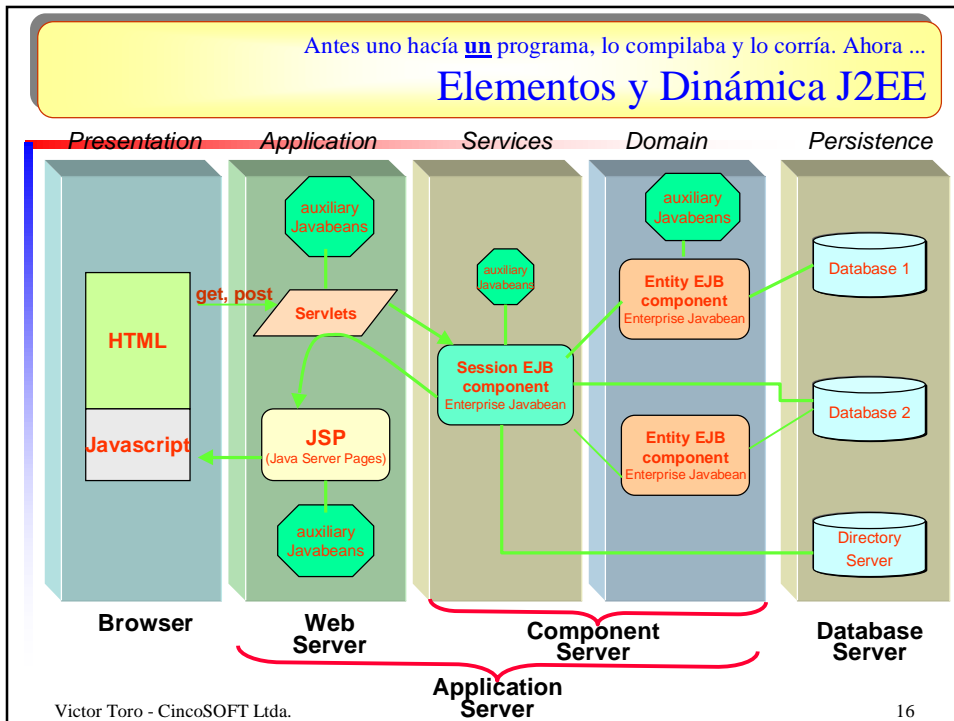 Antes uno hacía un programa, lo compilaba y lo corría. Ahora ...
Elementos y Dinámica J2EE
Presentation
Application
Services
Domain
Persistence
auxiliary
Javabeans
auxiliary
Javabeans
auxiliary
Javabeans
get, post
Servlets
HTML
Javascript
JSP
(Java Server Pages)
auxiliary
Javabeans
Session EJB
component
Enterprise Javabean
Entity EJB
component
Enterprise Javabean
Entity EJB
component
Enterprise Javabean
Database 1
Database 2
Directory
Server
Browser
Web
Server
Component
Server
Database
Server
Application
Server
Victor Toro - CincoSOFT Ltda.
16